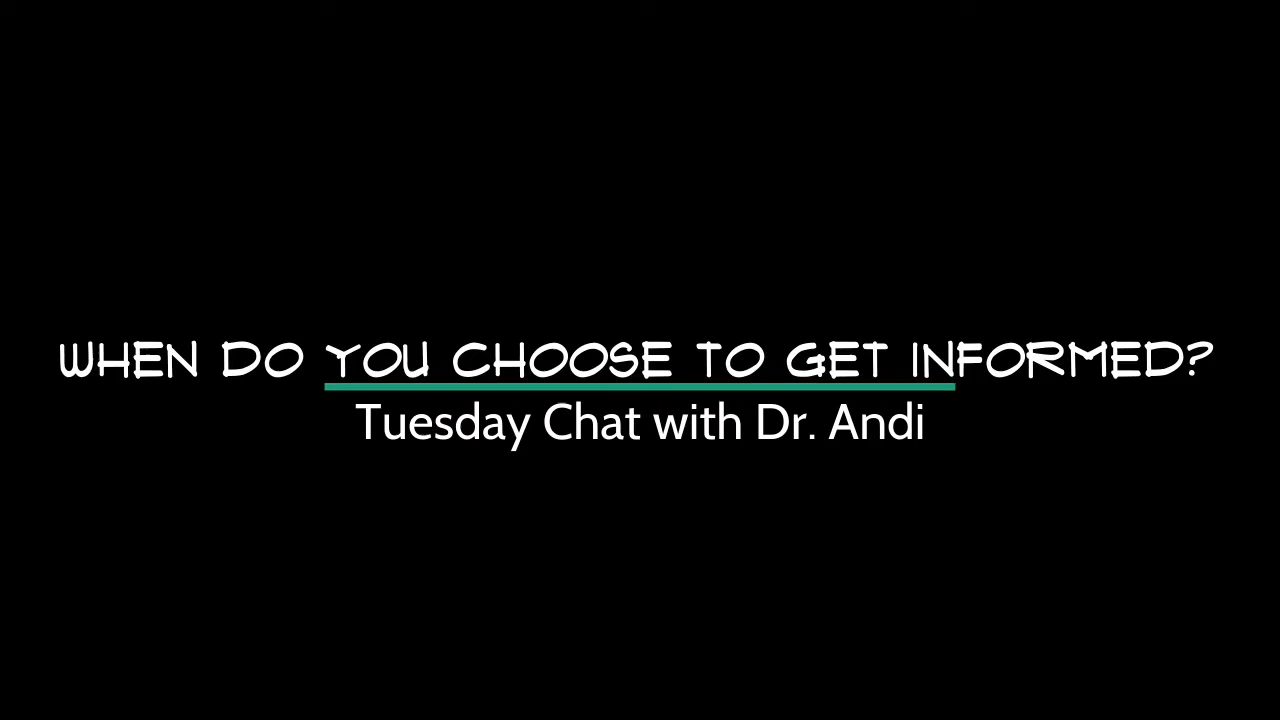 WHEN DO YOU CHOOSE TO GET INFORMED?
Tuesday Chat with Dr. Andi